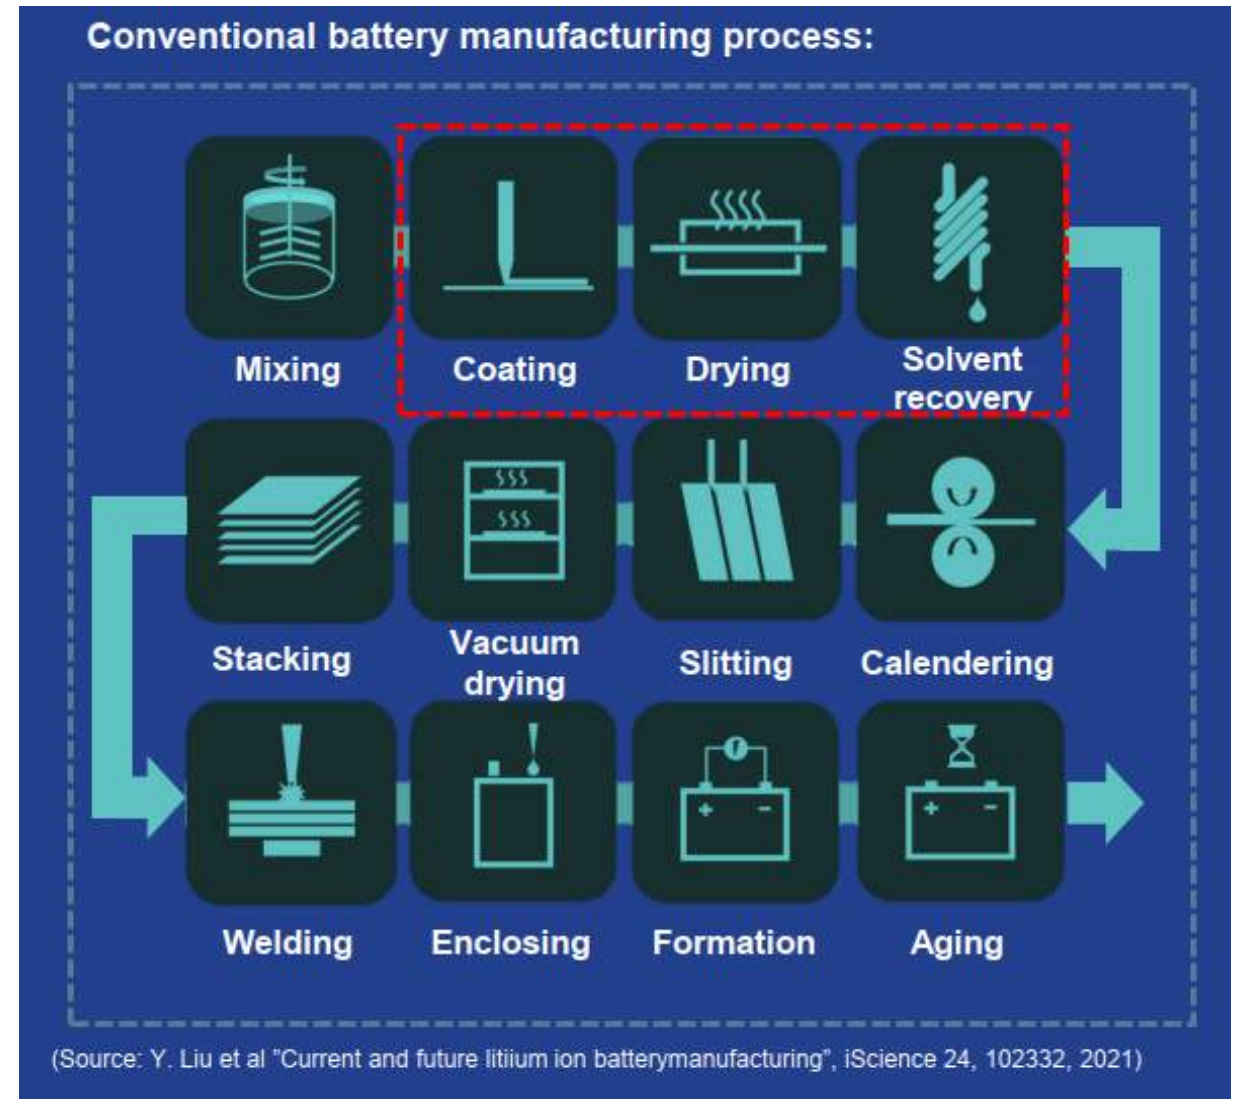 Conventional battery manufacturing process:
Mixing
Coating
Drying
Solvent
recovery
Stacking
Vacuum
drying
Slitting
Calendering
Welding
Enclosing
Formation
Aging
(Source: Y. Liu et al "Current and future litiium ion batterymanufacturing", iScience 24, 102332, 2021)